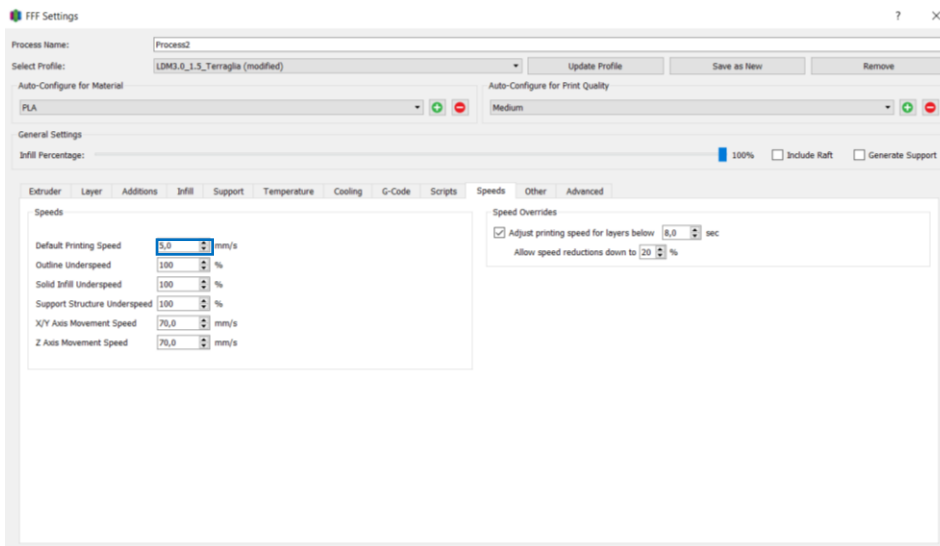 FFF Settings ? ×
Process Name: Process2
Select Profile: LDM3.0_1.5_Terraglia (modified) Update Profile Save as New Remove
Auto-Configure for Material Auto-Configure for Print Quality
PLA Medium
General Settings
Infill Percentage: 100% Include Raft Generate Support
Extruder Layer Additions Infill Support Temperature Cooling G-Code Scripts Speeds Other Advanced
Speeds Speed Overrides
Adjust printing speed for layers below 8,0 sec
Default Printing Speed 5,0 mm/s
Allow speed reductions down to 20 %
Outline Underspeed 100 %
Solid Infill Underspeed 100 %
Support Structure Underspeed 100 %
X/Y Axis Movement Speed 70,0 mm/s
Z Axis Movement Speed 70,0 mm/s